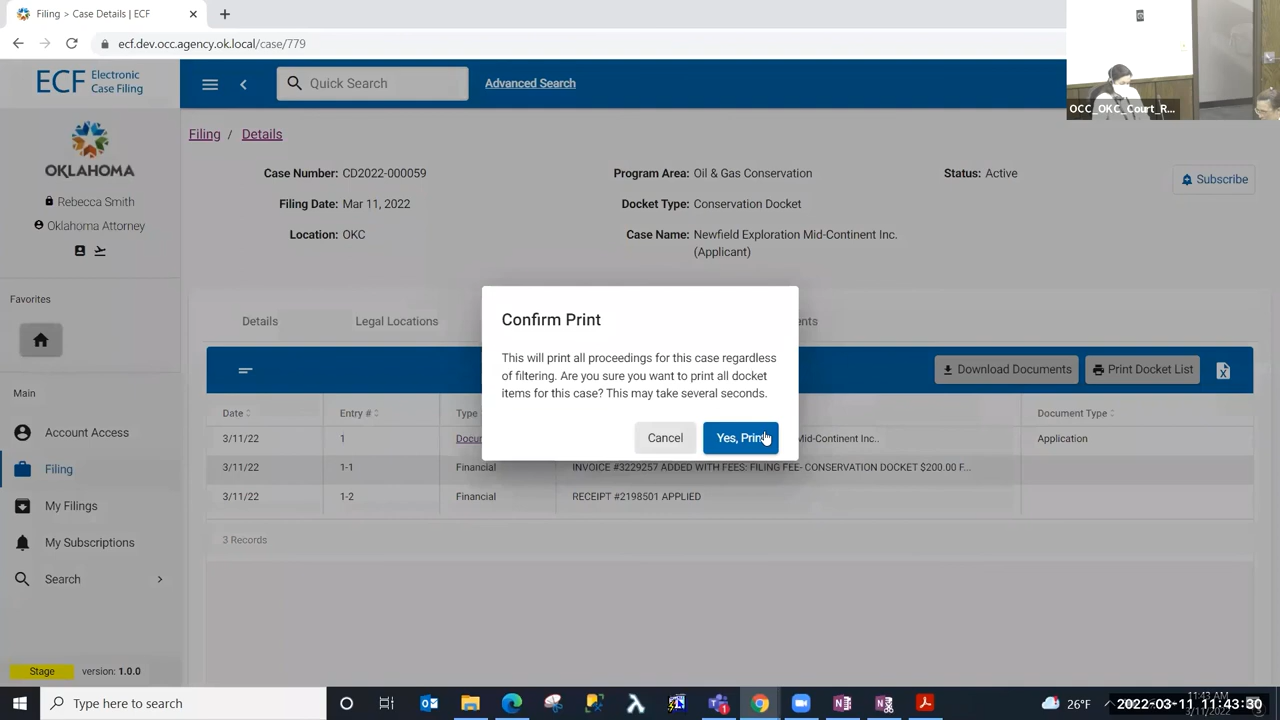 Filing > Case Details | ECF
ecf.dev.occ.agency.ok.local/case/779
ECF Electronic Case Filing
Quick Search
Advanced Search
OCC_OKC_Court_R...
OKLAHOMA
Rebecca Smith
Oklahoma Attorney
Favorites
Main
Account Access
Filing
My Filings
My Subscriptions
Search
Stage version: 1.0.0
Filing / Details
Case Number: CD2022-000059
Filing Date: Mar 11, 2022
Location: OKC
Program Area: Oil & Gas Conservation
Docket Type: Conservation Docket
Case Name: Newfield Exploration Mid-Continent Inc.
(Applicant)
Status: Active
Subscribe
Details Legal Locations
Download Documents Print Docket List
Date Entry # Type Document Type
3/11/22 1 Mid-Continent Inc.. Application
3/11/22 1-1 Financial INVOICE #3229257 ADDED WITH FEES: FILING FEE- CONSERVATION DOCKET $200.00 F...
3/11/22 1-2 Financial RECEIPT #2198501 APPLIED
3 Records
Confirm Print
This will print all proceedings for this case regardless
of filtering. Are you sure you want to print all docket
items for this case? This may take several seconds.
Cancel Yes, Print
Type here to search
26°F
2022-03-11 11:43:30